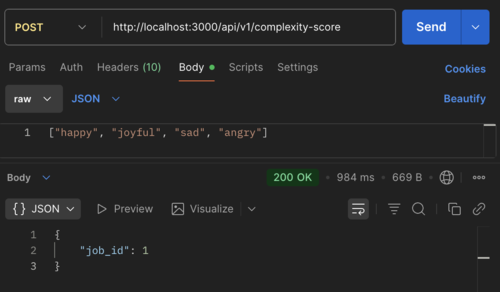 POST http://localhost:3000/api/v1/complexity-score Send
Params Auth Headers (10) Body Scripts Settings Cookies
raw JSON Beautify
1 ["happy", "joyful", "sad", "angry"]
Body 200 OK • 984 ms • 669 B
{} JSON Preview Visualize
1 {
2 "job_id": 1
3 }